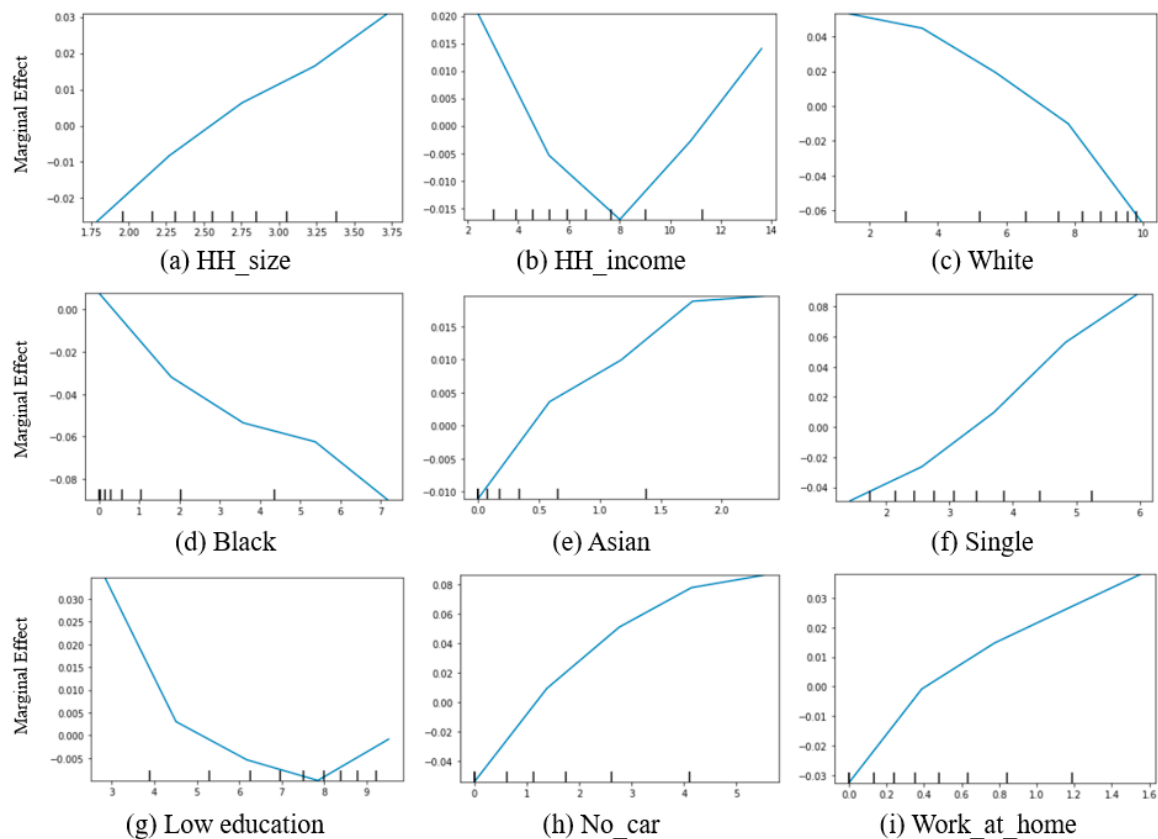 Marginal Effect
0.03
0.02
0.01
0.00
−0.01
−0.02
1.75 2.00 2.25 2.50 2.75 3.00 3.25 3.50 3.75
(a) HH_size
0.020
0.015
0.010
0.005
0.000
−0.005
−0.010
−0.015
2 4 6 8 10 12 14
(b) HH_income
0.04
0.02
0.00
−0.02
−0.04
−0.06
2 4 6 8 10
(c) White
Marginal Effect
0.00
−0.02
−0.04
−0.06
−0.08
0 1 2 3 4 5 6 7
(d) Black
0.015
0.010
0.005
0.000
−0.005
−0.010
0.0 0.5 1.0 1.5 2.0
(e) Asian
0.08
0.06
0.04
0.02
0.00
−0.02
−0.04
2 3 4 5 6
(f) Single
Marginal Effect
0.030
0.025
0.020
0.015
0.010
0.005
0.000
−0.005
3 4 5 6 7 8 9
(g) Low education
0.08
0.06
0.04
0.02
0.00
−0.02
−0.04
0 1 2 3 4 5
(h) No_car
0.03
0.02
0.01
0.00
−0.01
−0.02
−0.03
0.0 0.2 0.4 0.6 0.8 1.0 1.2 1.4 1.6
(i) Work_at_home